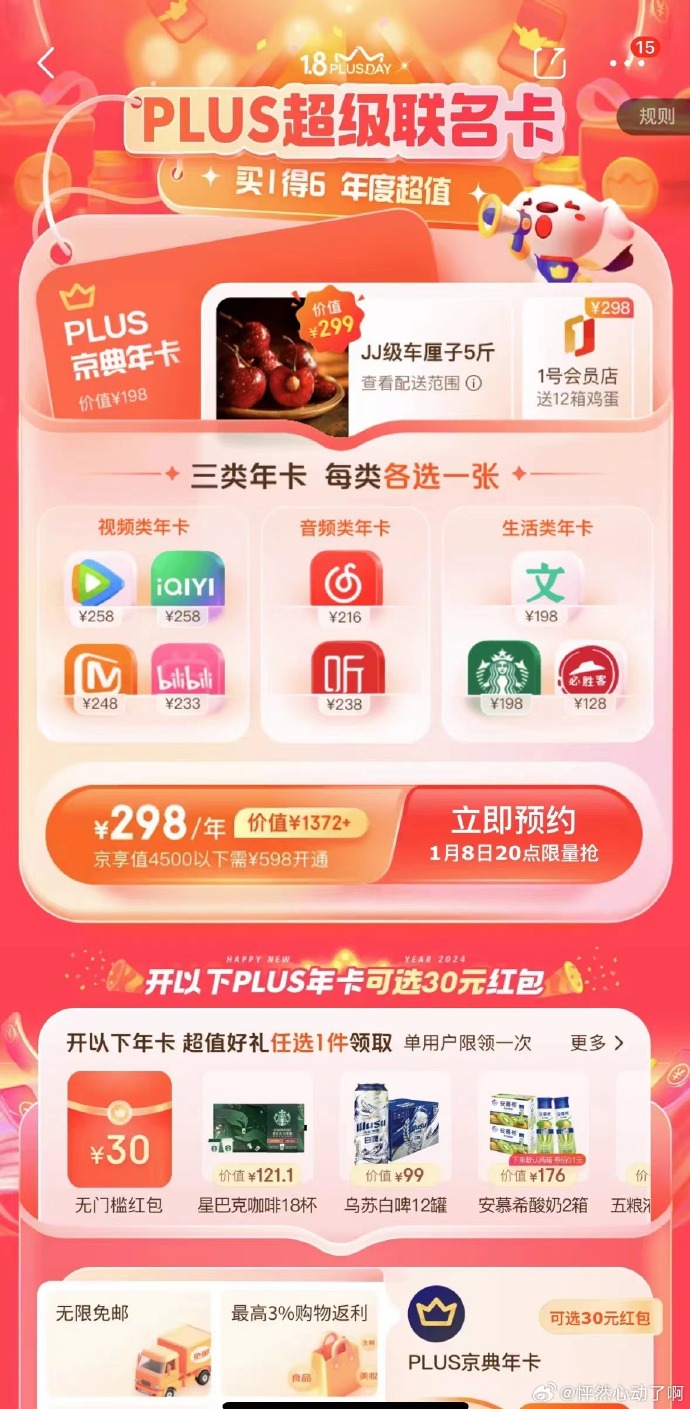 15
1.8 PLUSDAY
PLUS超级联名卡
规则
买1得6 年度超值
PLUS
京典年卡
价值¥198
价值
¥299
JJ级车厘子5斤
查看配送范围
¥298
1号会员店
送12箱鸡蛋
三类年卡 每类各选一张
视频类年卡
音频类年卡
生活类年卡
iQIYI
文
¥258
¥258
¥216
¥198
bilibili
听
必胜客
¥248
¥233
¥238
¥198
¥128
¥298/年
价值¥1372+
京享值4500以下需¥598开通
立即预约
1月8日20点限量抢
HAPPY NEW YEAR 2024
开以下PLUS年卡可选30元红包
开以下年卡 超值好礼任选1件领取 单用户限领一次 更多
¥30
价值¥121.1
价值¥99
价值¥176
价
无门槛红包
星巴克咖啡18杯
乌苏白啤12罐
安慕希酸奶2箱
五粮
无限免邮
最高3%购物返利
食品
美妆
可选30元红包
PLUS京典年卡
@怦然心动了啊